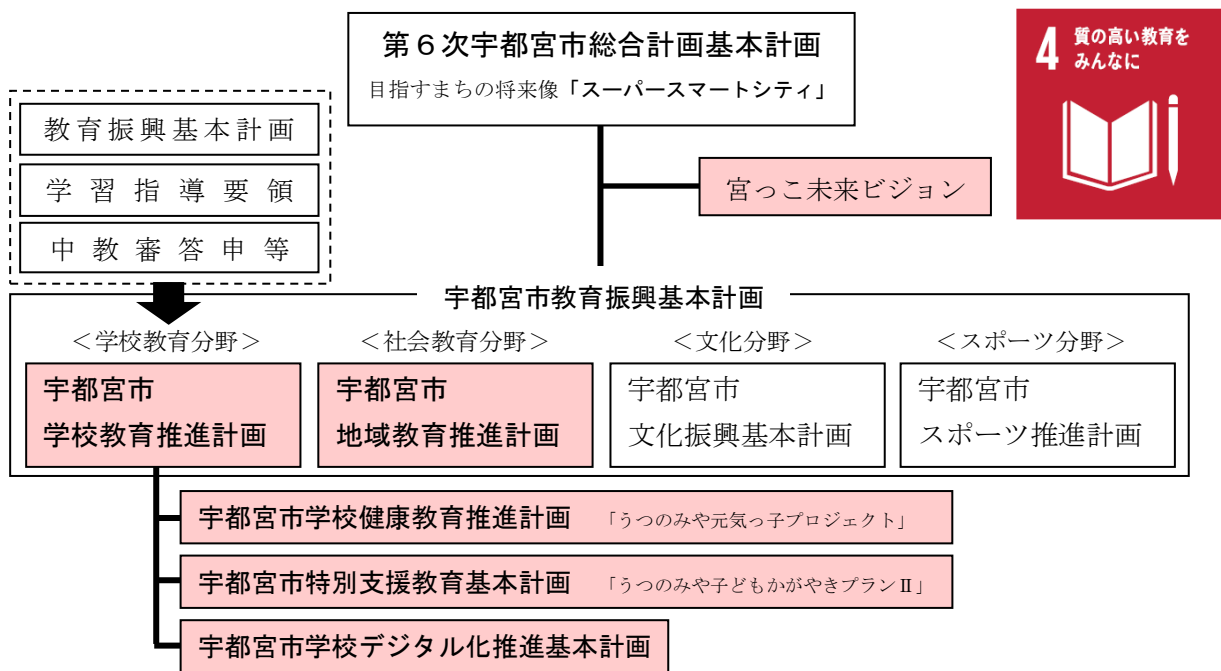 第６次宇都宮市総合計画基本計画
目指すまちの将来像「スーパースマートシティ」
4 質の高い教育を
みんなに
教育振興基本計画
学習指導要領
中教審答申等
宮っこ未来ビジョン
宇都宮市教育振興基本計画
＜学校教育分野＞
宇都宮市
学校教育推進計画
＜社会教育分野＞
宇都宮市
地域教育推進計画
＜文化分野＞
宇都宮市
文化振興基本計画
＜スポーツ分野＞
宇都宮市
スポーツ推進計画
宇都宮市学校健康教育推進計画 「うつのみや元気っ子プロジェクト」
宇都宮市特別支援教育基本計画 「うつのみや子どもかがやきプランⅡ」
宇都宮市学校デジタル化推進基本計画